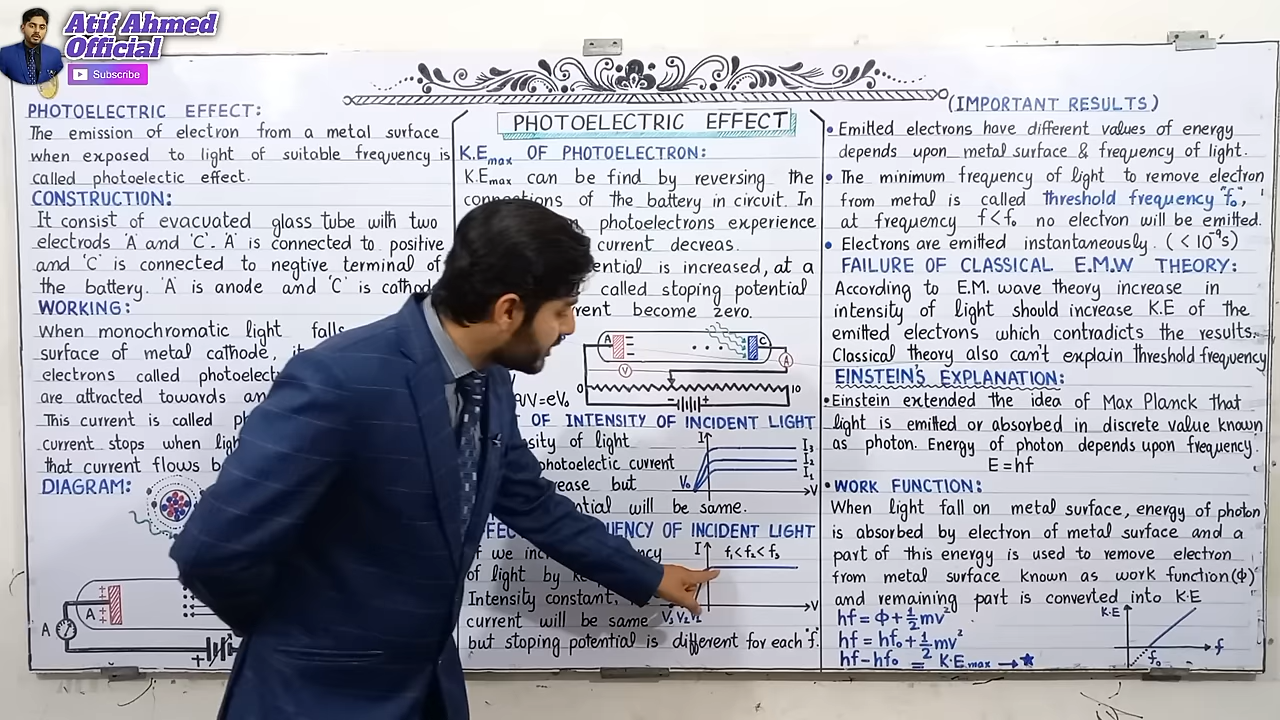 Atif Ahmed
Official
Subscribe
PHOTOELECTRIC EFFECT:
The emission of electron from a metal surface
when exposed to light of suitable frequency is
called photoelectic effect.
CONSTRUCTION:
It consist of evacuated glass tube with two
electrods 'A' and 'C'. 'A' is connected to positive
and 'C' is connected to negtive terminal of
the battery. 'A' is anode and 'C' is
WORKING:
When monochromatic light falls
surface of metal cathode,
electrons called
are attracted towards
This current is called
current stops when
that current flows
DIAGRAM:
A
A
+
PHOTOELECTRIC EFFECT
K.Emax OF PHOTOELECTRON:
K.Emax can be find by reversing the
of the battery in circuit. In
photoelectrons experience
current decreas.
is increased, at a
called stoping potential
become zero.
A C
V A
0 10
- +
=eV₀
OF INTENSITY OF INCIDENT LIGHT
of light
current
but
will be same.
I I₃
I₂
I₁
V₀ V
OF INCIDENT LIGHT
If we
of light by
Intensity constant,
current will be same
but stoping potential is different for each 'f'.
I f₁<f₂<f₃
V₃ V₂ V₁ V
(IMPORTANT RESULTS)
• Emitted electrons have different values of energy
depends upon metal surface & frequency of light.
• The minimum frequency of light to remove electron
from metal is called threshold frequency "f₀",
at frequency f<f₀ no electron will be emitted.
• Electrons are emitted instantaneously. (<10⁻⁹s)
FAILURE OF CLASSICAL E.M.W THEORY:
According to E.M. wave theory increase in
intensity of light should increase K.E of the
emitted electrons which contradicts the results.
Classical theory also can't explain threshold frequency
EINSTEIN'S EXPLANATION:
• Einstein extended the idea of Max Planck that
light is emitted or absorbed in discrete value known
as photon. Energy of photon depends upon frequency.
E=hf
• WORK FUNCTION:
When light fall on metal surface, energy of photon
is absorbed by electron of metal surface and a
part of this energy is used to remove electron
from metal surface known as work function(Φ)
and remaining part is converted into K.E
hf=Φ+½mv²
hf=hf₀+½mv²
hf-hf₀ = K.Emax →★
K.E
f₀ f